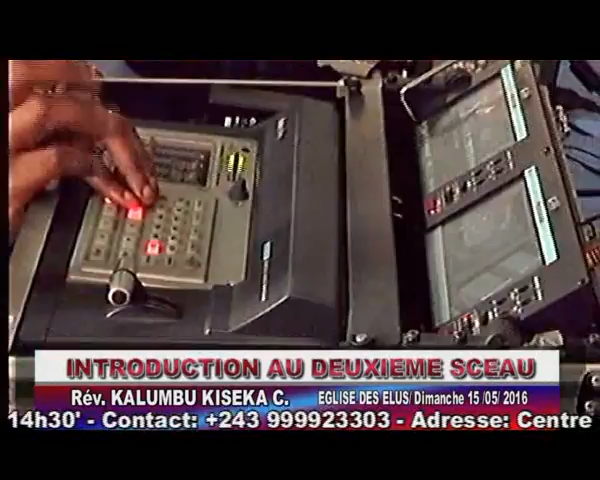 INTRODUCTION AU DEUXIEME SCEAU
Rév. KALUMBU KISEKA C. EGLISE DES ELUS/ Dimanche 15 /05/ 2016
14h30' - Contact: +243 999923303 - Adresse: Centre